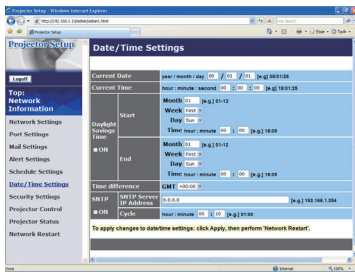 Projector Setup - Windows Internet Explorer
http://192.168.1.11/admin/admin1.html
Live Search
Projector Setup
Page
Tools
Projector Setup
Date/Time Settings
Logoff
Top:
Network
Information
Network Settings
Port Settings
Mail Settings
Alert Settings
Schedule Settings
Date/Time Settings
Security Settings
Projector Control
Projector Status
Network Restart
Current Date year / month / day 00 / 01 / 01 [e.g] 08/01/28
Current Time hour : minute : second 00 : 00 : 00 [e.g] 18:01:35
Daylight Savings Time
ON
Start
Month 01 [e.g.] 01-12
Week First
Day Sun
Time hour : minute 00 : 00 [e.g.] 18:08
End
Month 01 [e.g.] 01-12
Week First
Day Sun
Time hour : minute 00 : 00 [e.g.] 18:08
Time difference GMT +00:00
SNTP
ON
SNTP Server IP Address 0.0.0.0 [e.g.] 192.168.1.254
Cycle hour : minute 00 : 10 [e.g.] 01:00
To apply changes to date/time settings: click Apply, then perform 'Network Restart'.
Done
Internet
100%